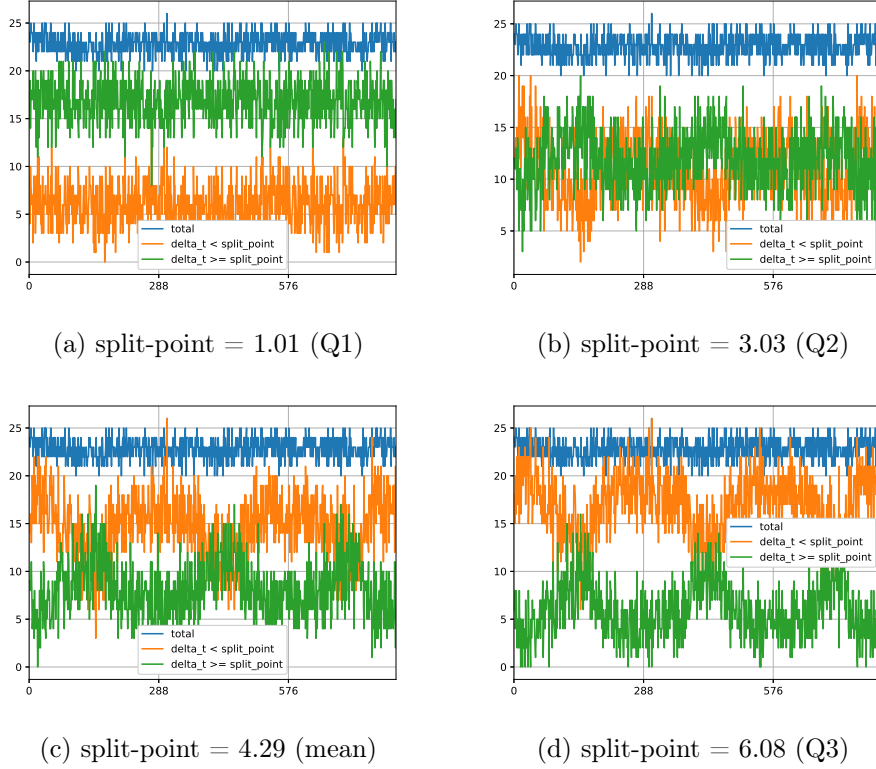 25
20
15
10
5
0
total
delta_t < split_point
delta_t >= split_point
0 288 576
(a) split-point = 1.01 (Q1)
25
20
15
10
5
total
delta_t < split_point
delta_t >= split_point
0 288 576
(b) split-point = 3.03 (Q2)
25
20
15
10
5
0
total
delta_t < split_point
delta_t >= split_point
0 288 576
(c) split-point = 4.29 (mean)
25
20
15
10
5
0
total
delta_t < split_point
delta_t >= split_point
0 288 576
(d) split-point = 6.08 (Q3)